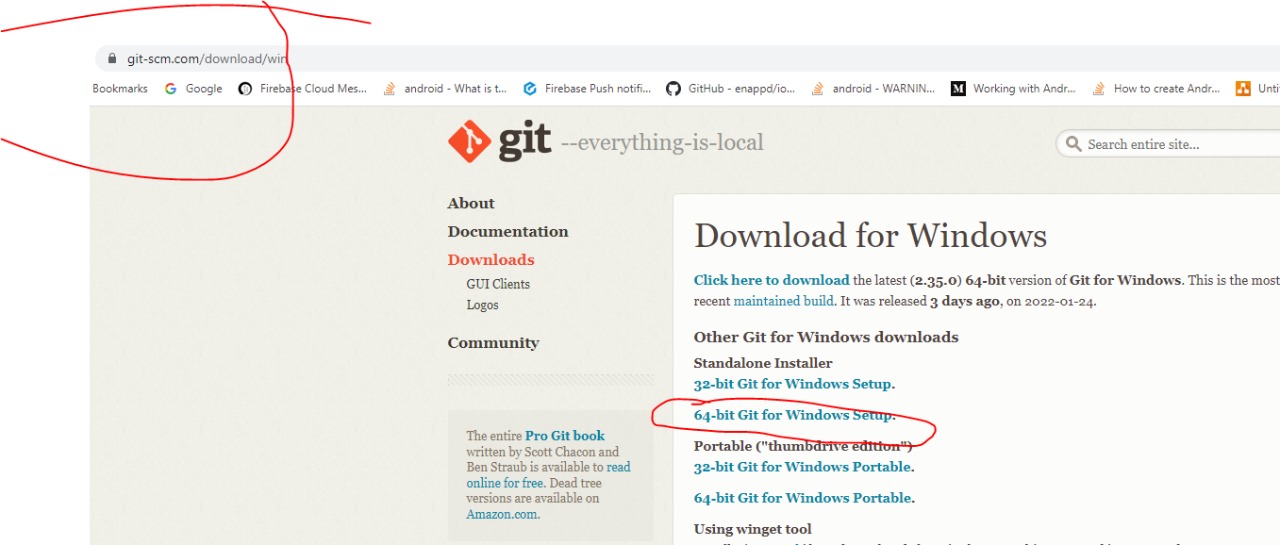 git-scm.com/download/win
Bookmarks Google Firebase Cloud Mes... android - What is t... Firebase Push notifi... GitHub - enappd/io... android - WARNIN... Working with Andr... How to create Andr... Unti
git --everything-is-local
Search entire site...
About
Documentation
Downloads
GUI Clients
Logos
Community
The entire Pro Git book
written by Scott Chacon and
Ben Straub is available to read
online for free. Dead tree
versions are available on
Amazon.com.
Download for Windows
Click here to download the latest (2.35.0) 64-bit version of Git for Windows. This is the most
recent maintained build. It was released 3 days ago, on 2022-01-24.
Other Git for Windows downloads
Standalone Installer
32-bit Git for Windows Setup.
64-bit Git for Windows Setup.
Portable ("thumbdrive edition")
32-bit Git for Windows Portable.
64-bit Git for Windows Portable.
Using winget tool